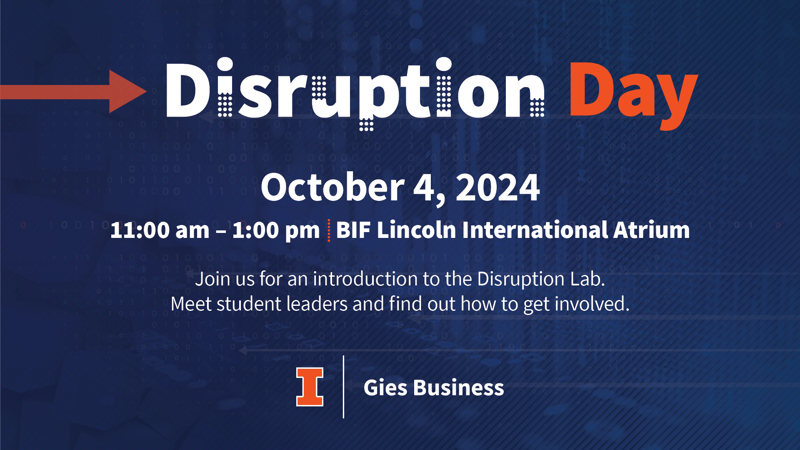 Disruption Day
October 4, 2024
11:00 am – 1:00 pm BIF Lincoln International Atrium
Join us for an introduction to the Disruption Lab.
Meet student leaders and find out how to get involved.
I Gies Business